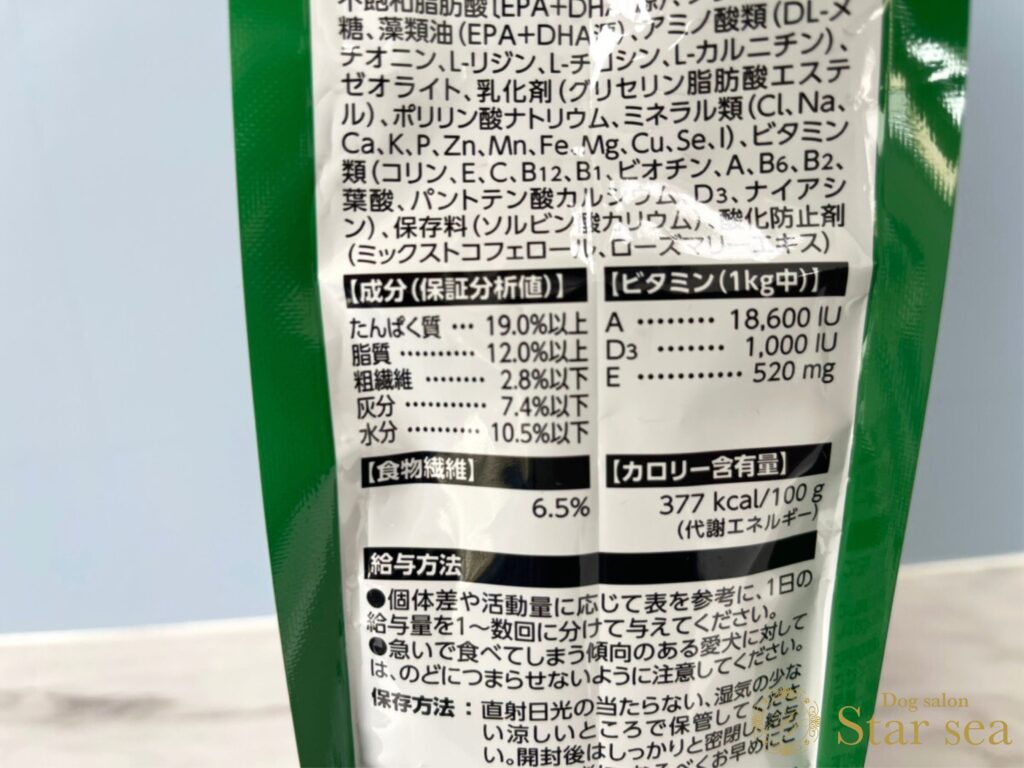 不飽和脂肪酸(EPA+DHA
糖、藻類油(EPA+DHA源)、アミノ酸類(DL-メ
チオニン、L-リジン、L-チロシン、L-カルニチン)、
ゼオライト、乳化剤(グリセリン脂肪酸エステ
ル)、ポリリン酸ナトリウム、ミネラル類(Cl、Na、
Ca、K、P、Zn、Mn、Fe、Mg、Cu、Se、I)、ビタミン
類(コリン、E、C、B12、B1、ビオチン、A、B6、B2、
葉酸、パントテン酸カルシウム、D3、ナイアシ
ン)、保存料(ソルビン酸カリウム)、酸化防止剤
(ミックストコフェロール、ローズマリーエキス)
【成分(保証分析値)】
たんぱく質 … 19.0%以上
脂質 ………… 12.0%以上
粗繊維 ……… 2.8%以下
灰分 ………… 7.4%以下
水分 ………… 10.5%以下
【ビタミン(1kg中)】
A ……… 18,600 IU
D3 ……… 1,000 IU
E ………… 520 mg
【食物繊維】
6.5%
【カロリー含有量】
377 kcal/100 g
(代謝エネルギー)
給与方法
●個体差や活動量に応じて表を参考に、1日の
給与量を1〜数回に分けて与えてください。
●急いで食べてしまう傾向のある愛犬に対して
は、のどにつまらせないように注意してください。
保存方法:直射日光の当たらない、湿気の少な
い涼しいところで保管してくださ
い。開封後はしっかりと密閉し、給与
お早めにご
Dog salon
Star sea